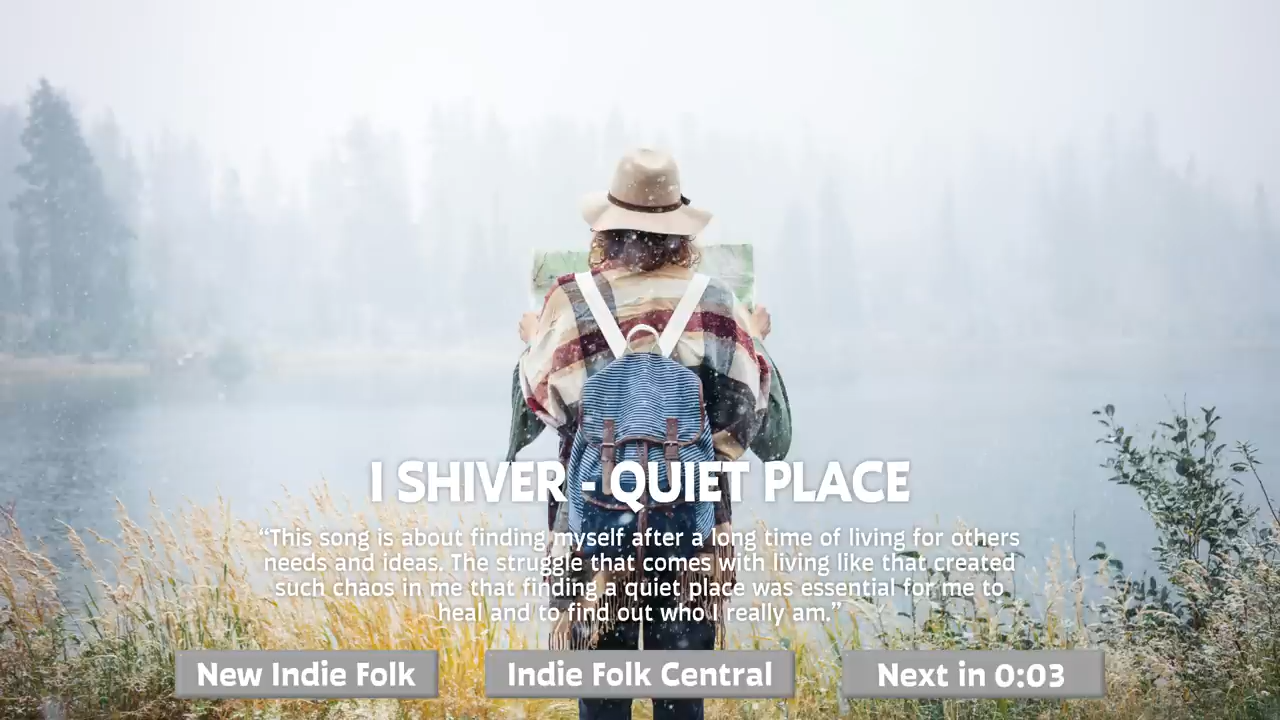 I SHIVER - QUIET PLACE
“This song is about finding myself after a long time of living for others
needs and ideas. The struggle that comes with living like that created
such chaos in me that finding a quiet place was essential for me to
heal and to find out who I really am.”
New Indie Folk
Indie Folk Central
Next in 0:03